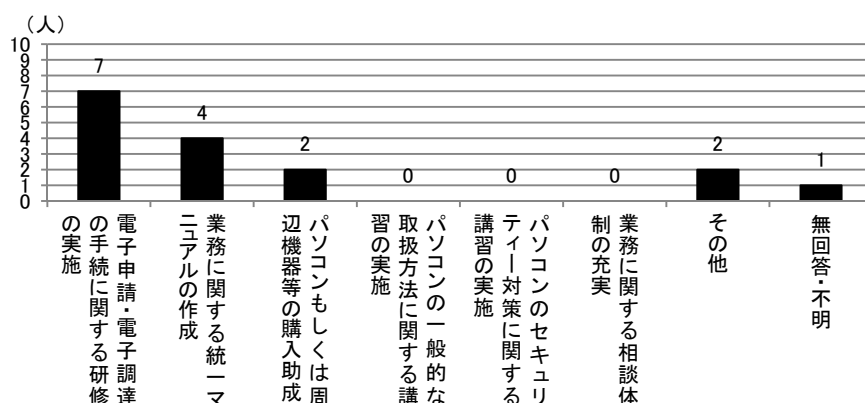 （人）
10
9
8
7
6
5
4
3
2
1
0
7
4
2
0
0
0
2
1
電子申請・電子調達
の手続に関する研修
の実施
業務に関する統一マ
ニュアルの作成
パソコンもしくは周
辺機器等の購入助成
パソコンの一般的な
取扱方法に関する講
習の実施
パソコンのセキュリ
ティー対策に関する
講習の実施
業務に関する相談体
制の充実
その他
無回答・不明